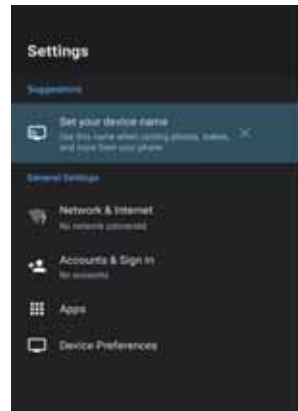 Settings
Suggestions
Set your device name
Use this name when casting photos, videos,
and more from your phone
General Settings
Network & Internet
No network connected
Accounts & Sign In
No accounts
Apps
Device Preferences